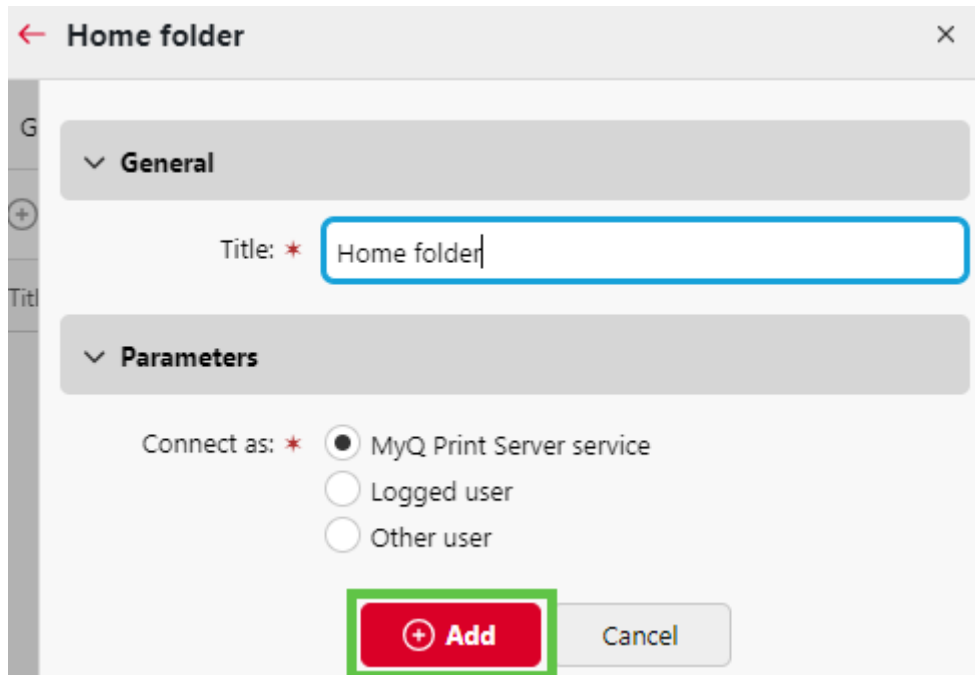 Home folder
G
General
Title: *
Home folder
Titl
Parameters
Connect as: *
MyQ Print Server service
Logged user
Other user
Add
Cancel